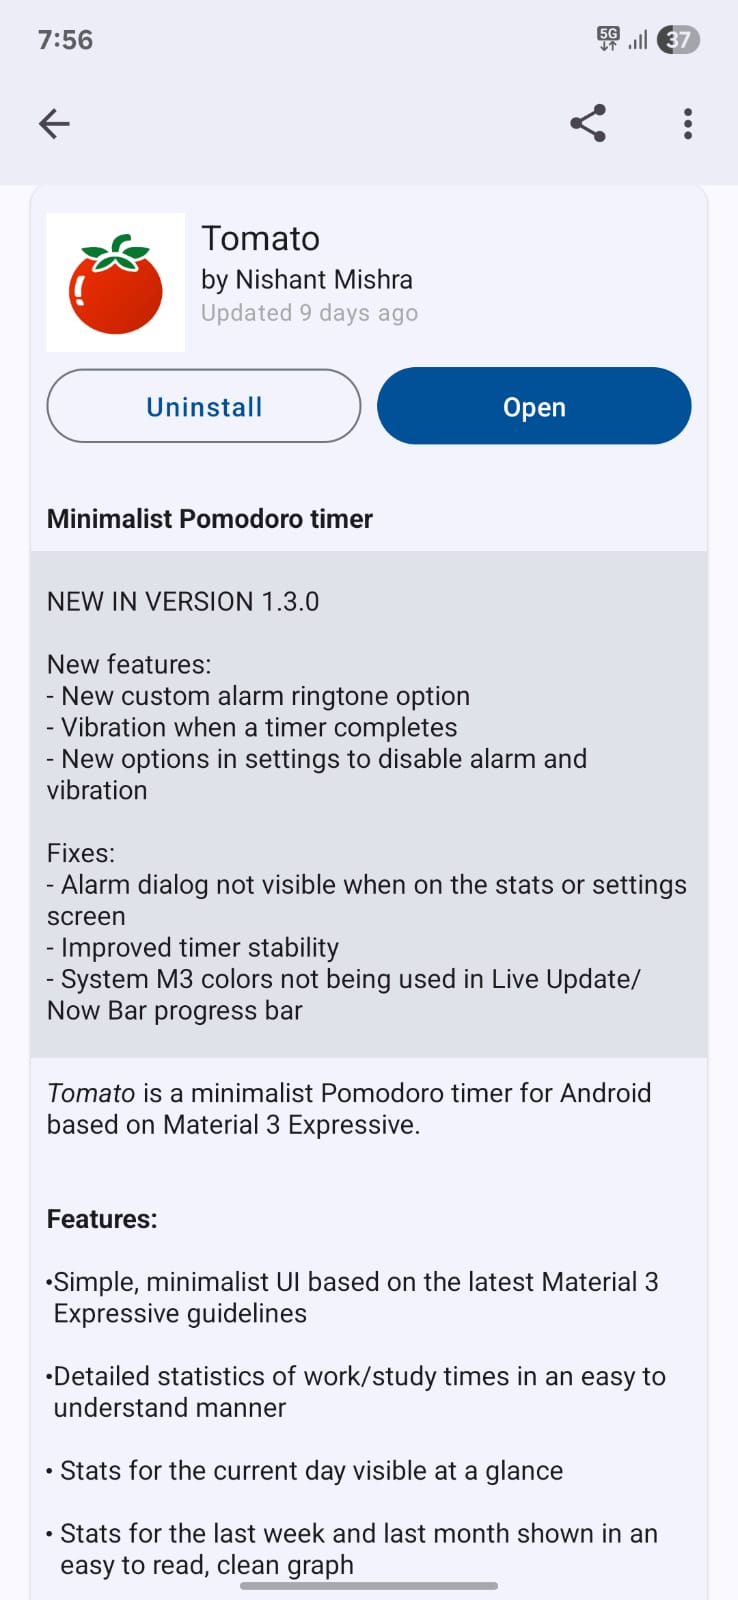 7:56
5G
37
Tomato
by Nishant Mishra
Updated 9 days ago
Uninstall
Open
Minimalist Pomodoro timer
NEW IN VERSION 1.3.0
New features:
- New custom alarm ringtone option
- Vibration when a timer completes
- New options in settings to disable alarm and
vibration
Fixes:
- Alarm dialog not visible when on the stats or settings
screen
- Improved timer stability
- System M3 colors not being used in Live Update/
Now Bar progress bar
Tomato is a minimalist Pomodoro timer for Android
based on Material 3 Expressive.
Features:
•Simple, minimalist UI based on the latest Material 3
Expressive guidelines
•Detailed statistics of work/study times in an easy to
understand manner
• Stats for the current day visible at a glance
• Stats for the last week and last month shown in an
easy to read, clean graph